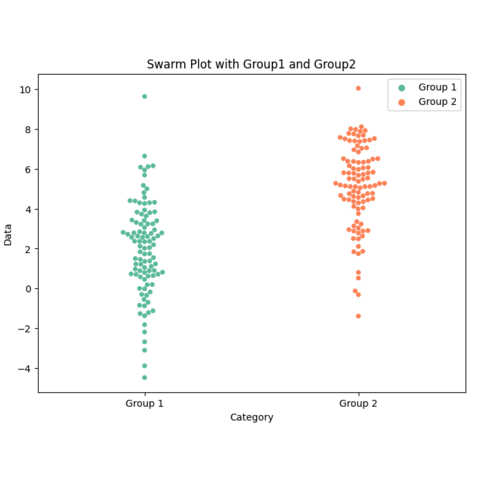 Swarm Plot with Group1 and Group2
Group 1
Group 2
10
8
6
4
2
0
−2
−4
Data
Group 1
Group 2
Category